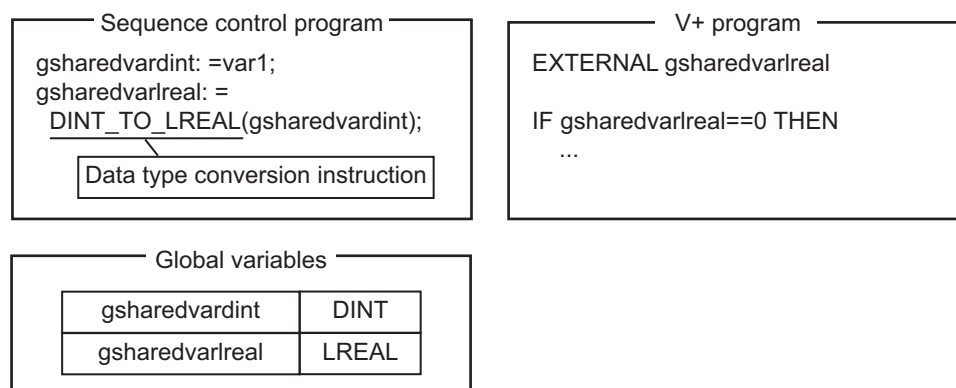 Sequence control program
gsharedvardint: =var1;
gsharedvarlreal: =
DINT_TO_LREAL(gsharedvardint);
Data type conversion instruction
V+ program
EXTERNAL gsharedvarlreal
IF gsharedvarlreal==0 THEN
...
Global variables
gsharedvardint DINT
gsharedvarlreal LREAL